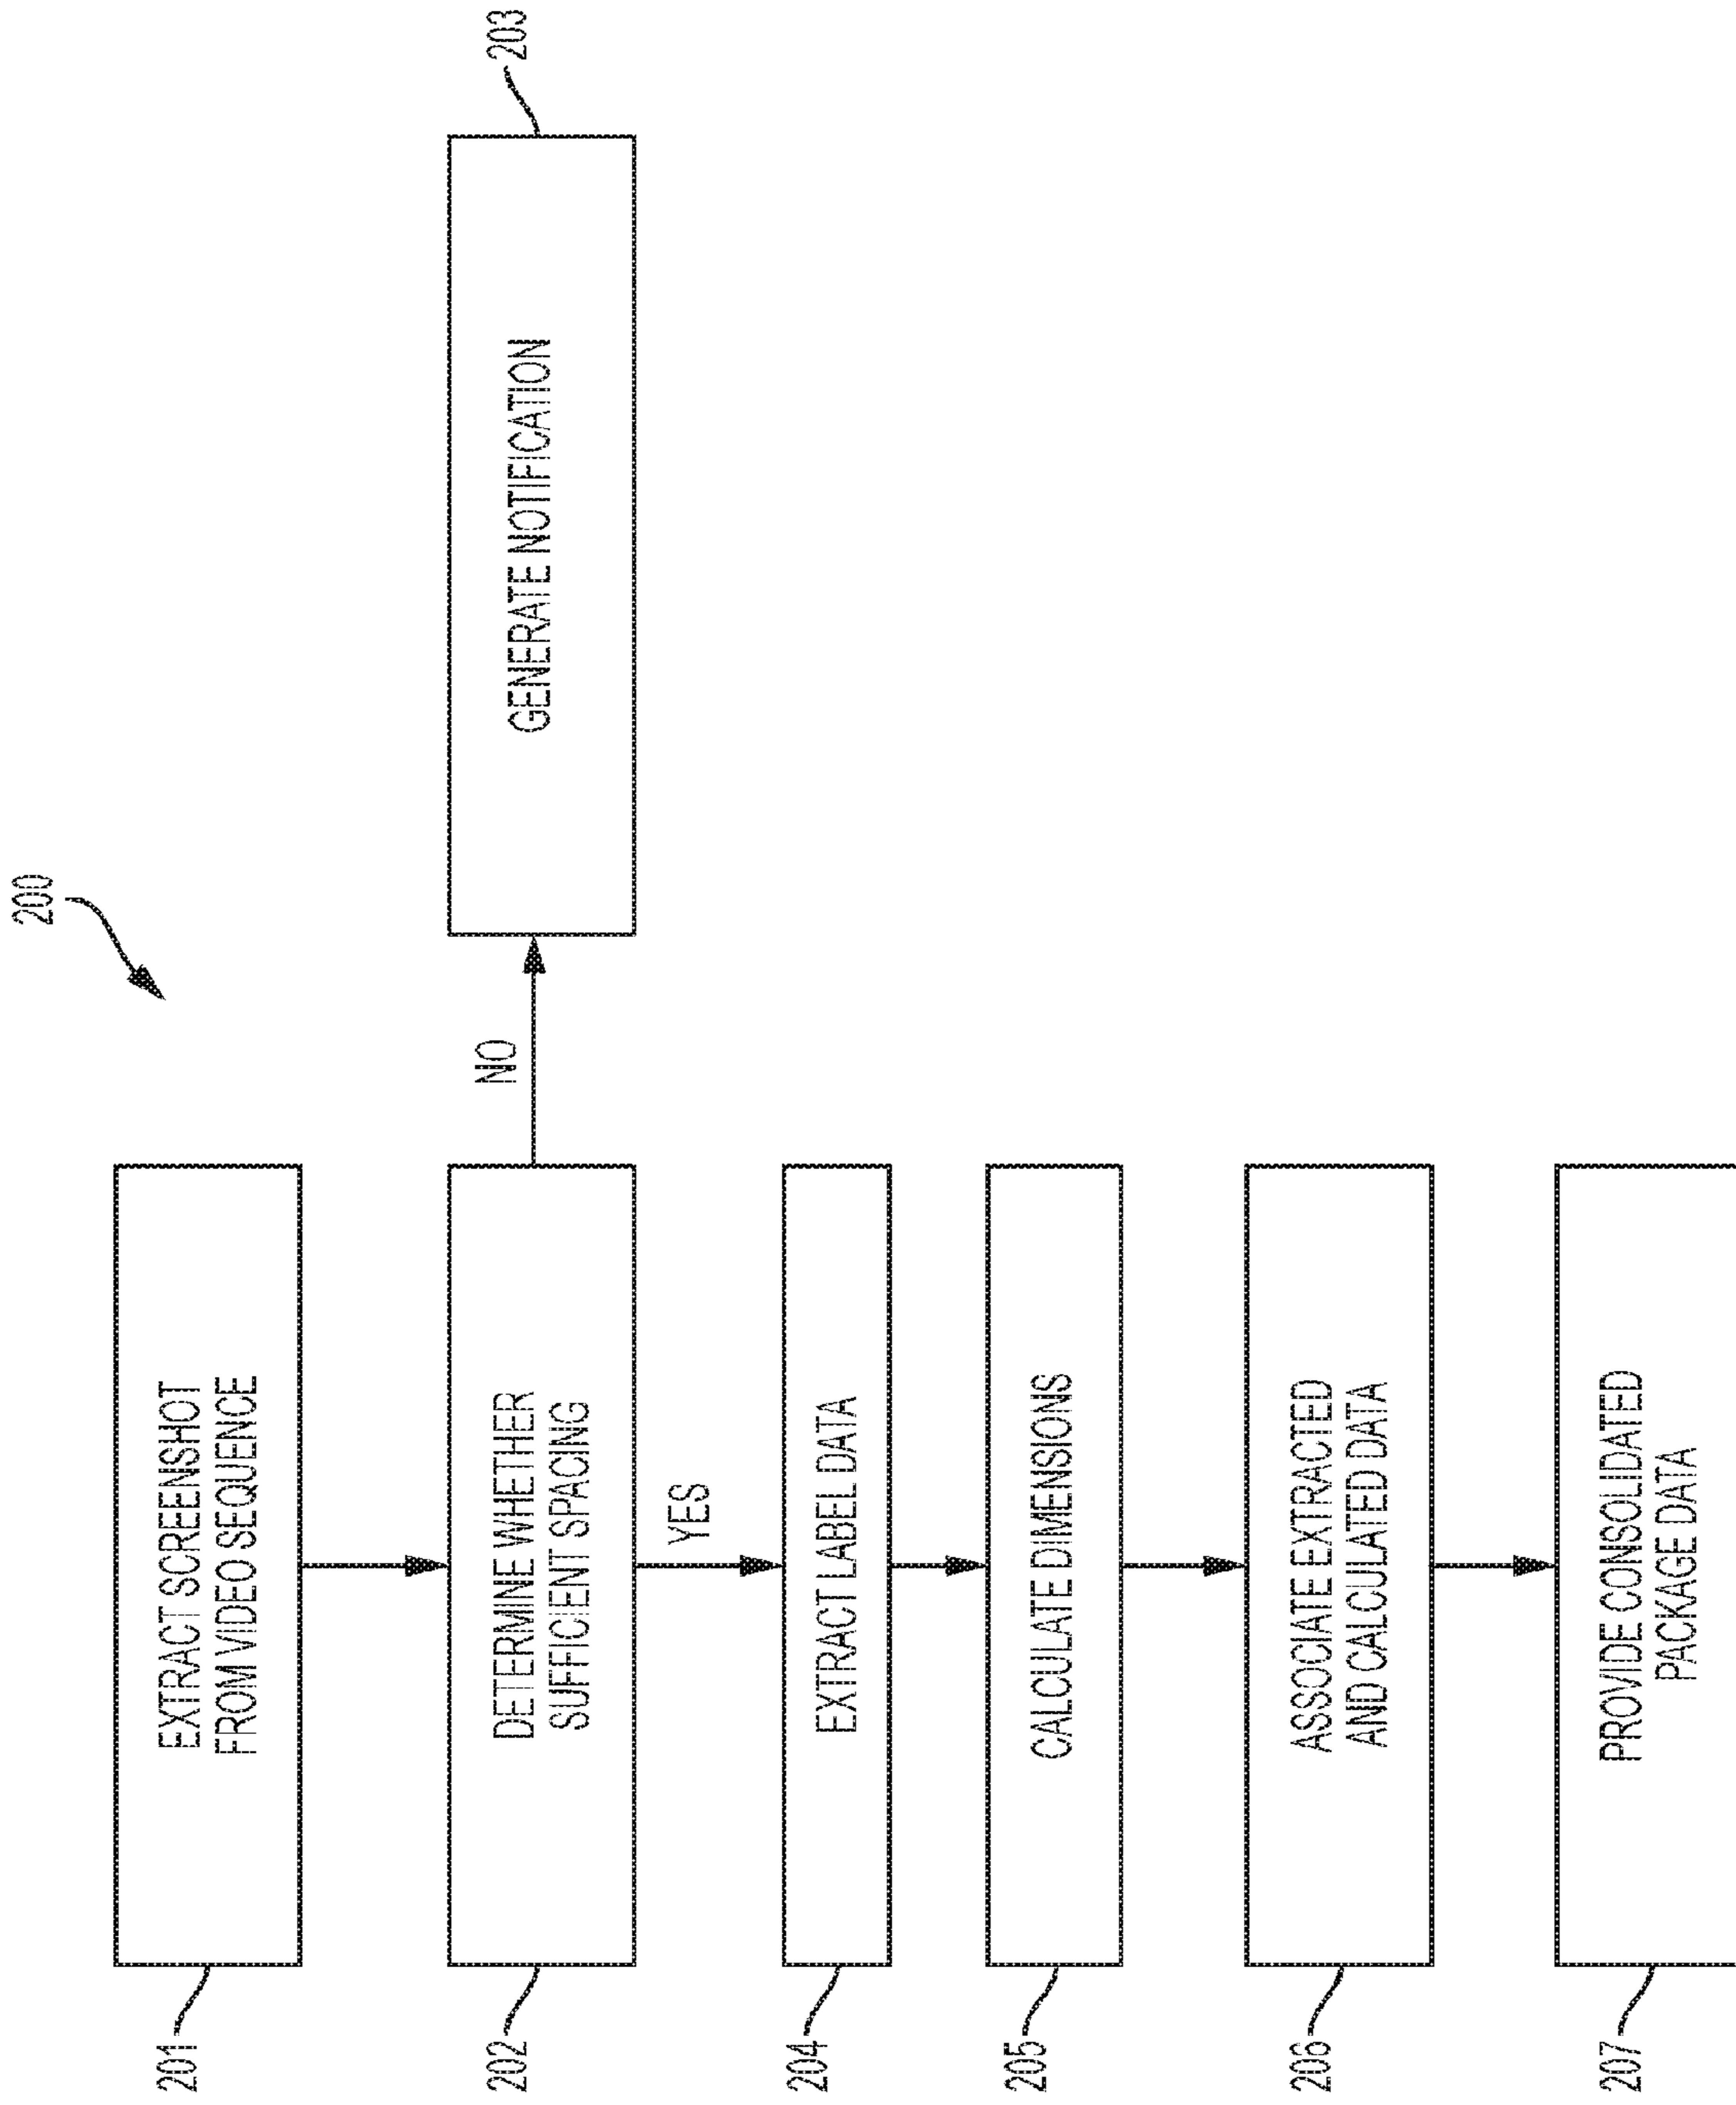 200
201
EXTRACT SCREENSHOT
FROM VIDEO SEQUENCE
202
DETERMINE WHETHER
SUFFICIENT SPACING
NO
203
GENERATE NOTIFICATION
YES
204
EXTRACT LABEL DATA
205
CALCULATE DIMENSIONS
206
ASSOCIATE EXTRACTED
AND CALCULATED DATA
207
PROVIDE CONSOLIDATED
PACKAGE DATA